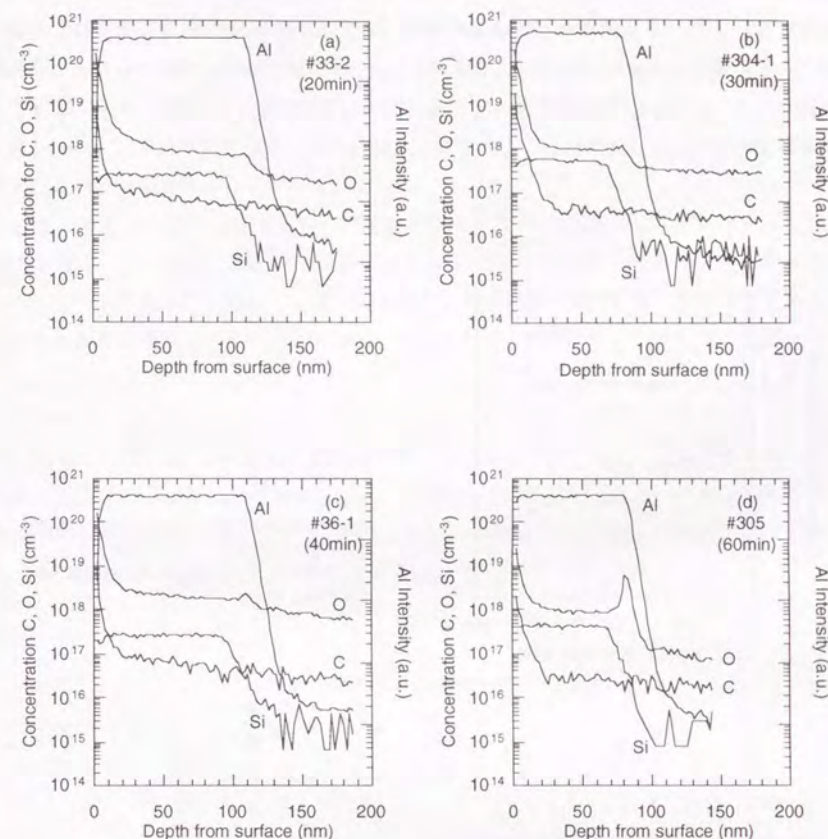 Concentration for C, O, Si (cm⁻³)
10²¹
10²⁰
10¹⁹
10¹⁸
10¹⁷
10¹⁶
10¹⁵
10¹⁴
Al
(a)
#33-2
(20min)
O
C
Si
Al Intensity (a.u.)
0 50 100 150 200
Depth from surface (nm)
Concentration C, O, Si (cm⁻³)
10²¹
10²⁰
10¹⁹
10¹⁸
10¹⁷
10¹⁶
10¹⁵
10¹⁴
Al
(b)
#304-1
(30min)
O
C
Si
Al Intensity (a.u.)
0 50 100 150 200
Depth from surface (nm)
Concentration C, O, Si (cm⁻³)
10²¹
10²⁰
10¹⁹
10¹⁸
10¹⁷
10¹⁶
10¹⁵
10¹⁴
Al
(c)
#36-1
(40min)
O
C
Si
Al Intensity (a.u.)
0 50 100 150 200
Depth from surface (nm)
Concentration C, O, Si (cm⁻³)
10²¹
10²⁰
10¹⁹
10¹⁸
10¹⁷
10¹⁶
10¹⁵
10¹⁴
Al
(d)
#305
(60min)
O
C
Si
Al Intensity (a.u.)
0 50 100 150 200
Depth from surface (nm)